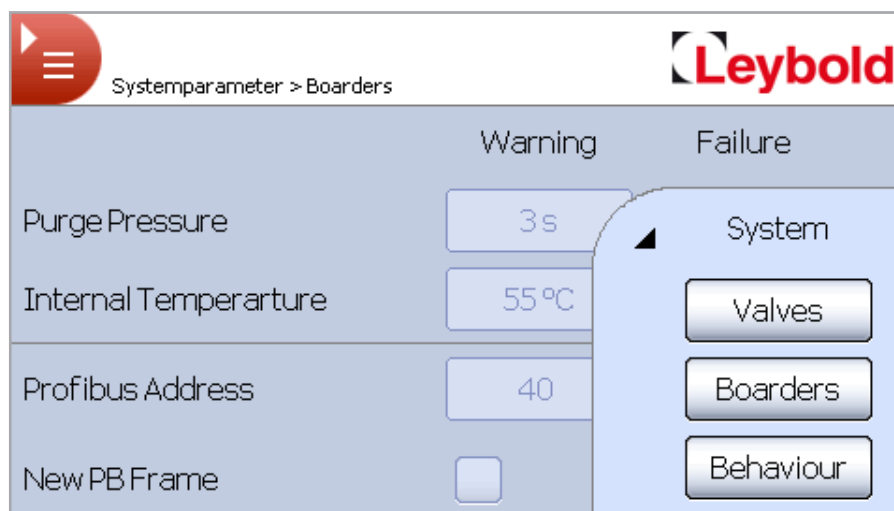 Leybold
Systemparameter > Boarders
Warning Failure
Purge Pressure 3 s
System
Internal Temperarture 55 °C
Valves
Profibus Address 40
Boarders
New PB Frame
Behaviour